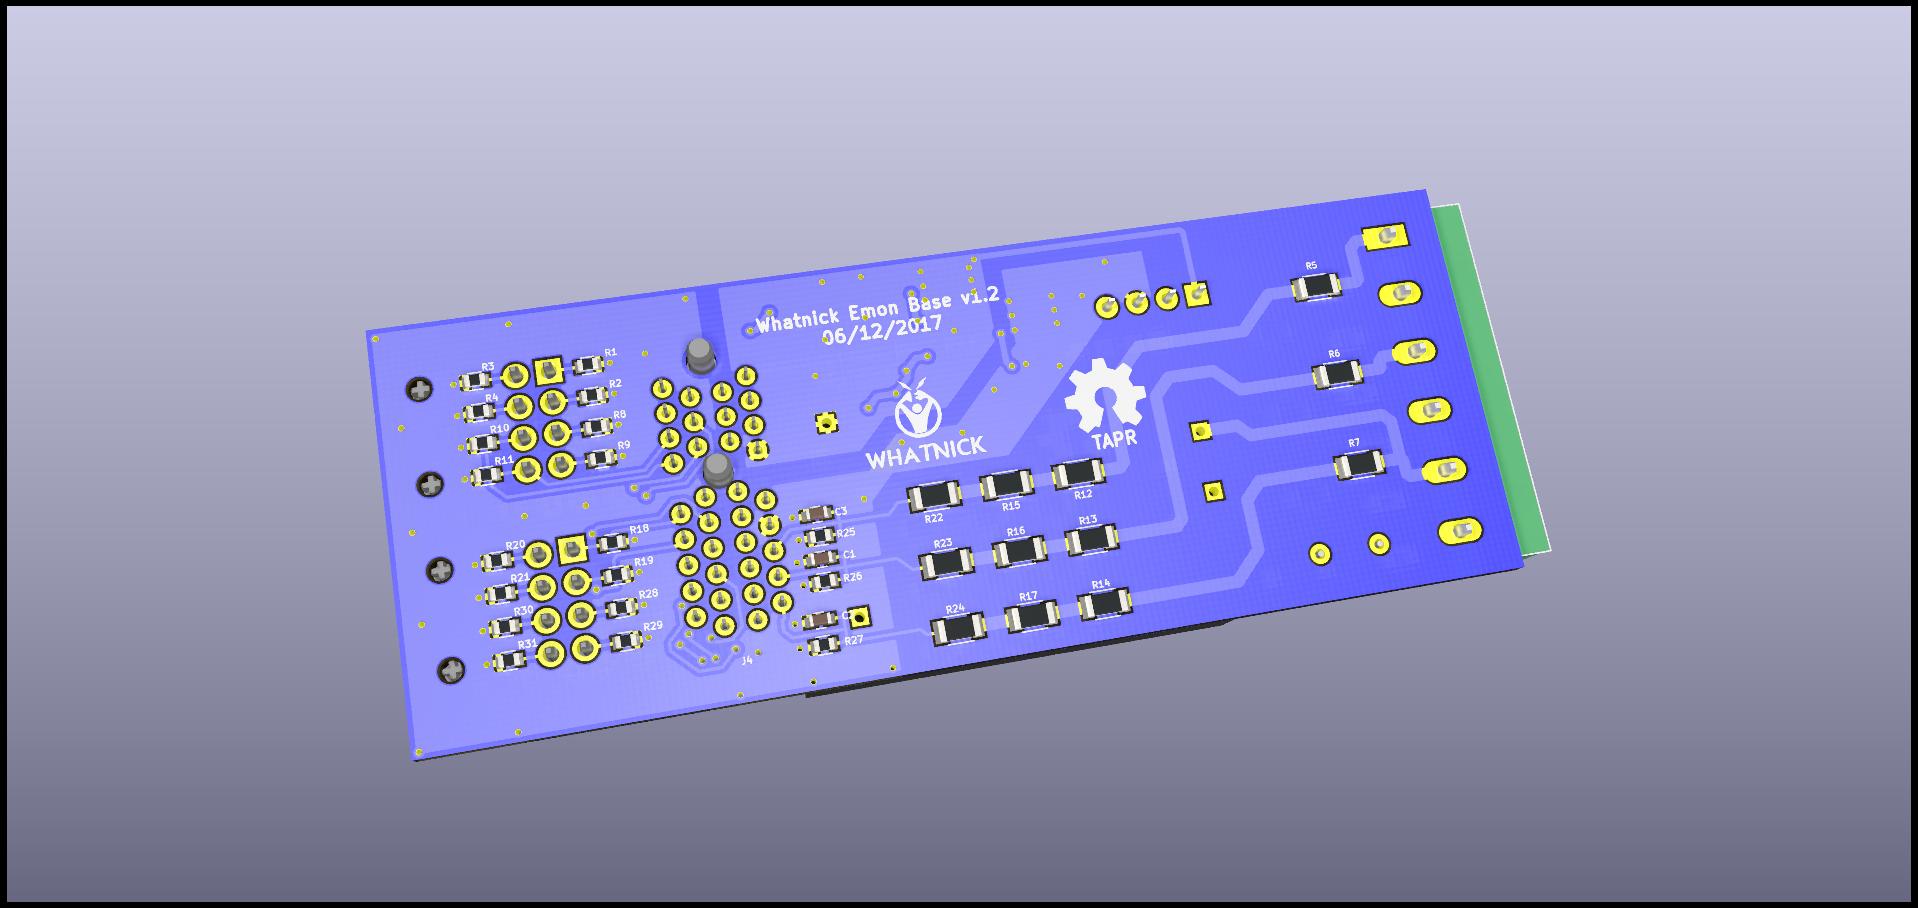 Whatnick Emon Base v1.2
06/12/2017
WHATNICK
TAPR
R3
R1
R4
R2
R10
R8
R11
R9
R20
R18
R21
R19
R30
R28
R31
R29
J4
C3
R25
C1
R26
R27
R22
R15
R12
R23
R16
R13
R24
R17
R14
R5
R6
R7